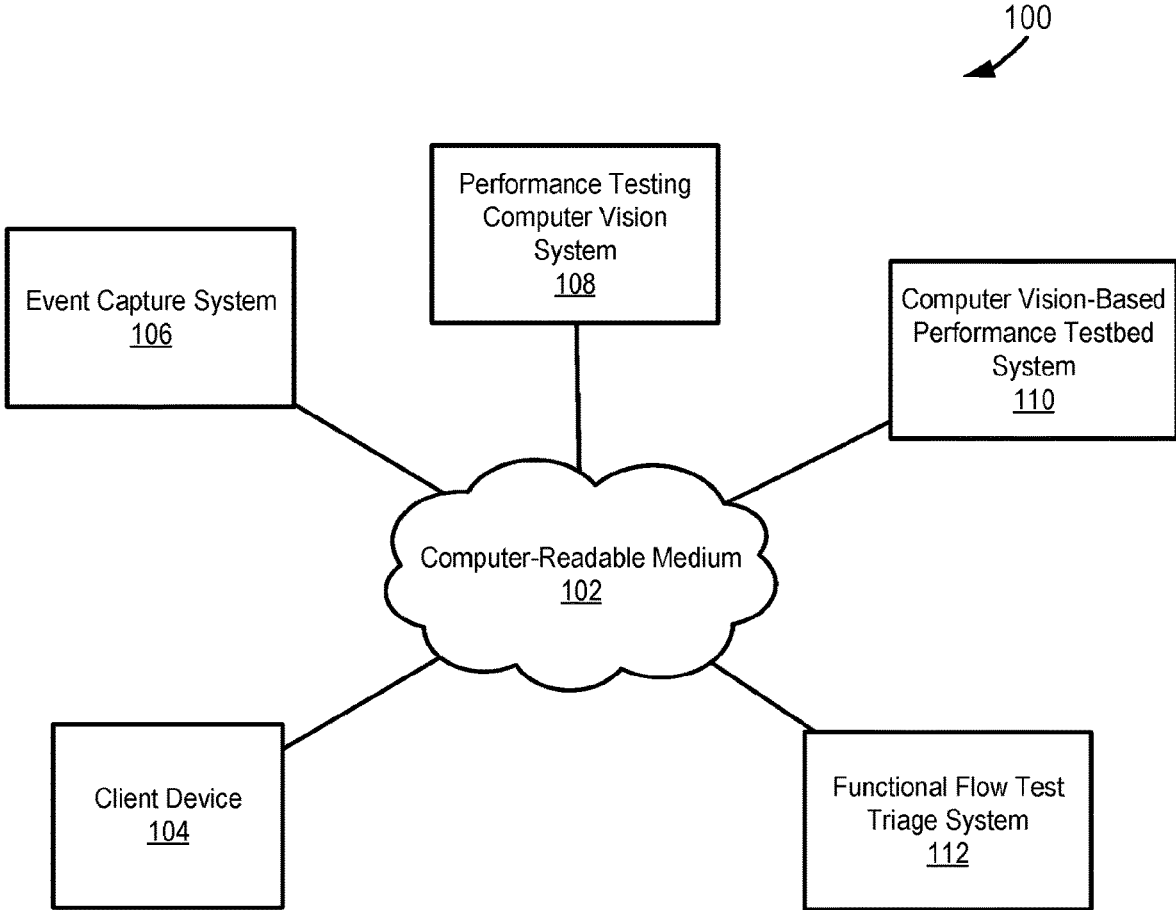 100
Performance Testing
Computer Vision
System
108
Event Capture System
106
Computer Vision-Based
Performance Testbed
System
110
Computer-Readable Medium
102
Client Device
104
Functional Flow Test
Triage System
112